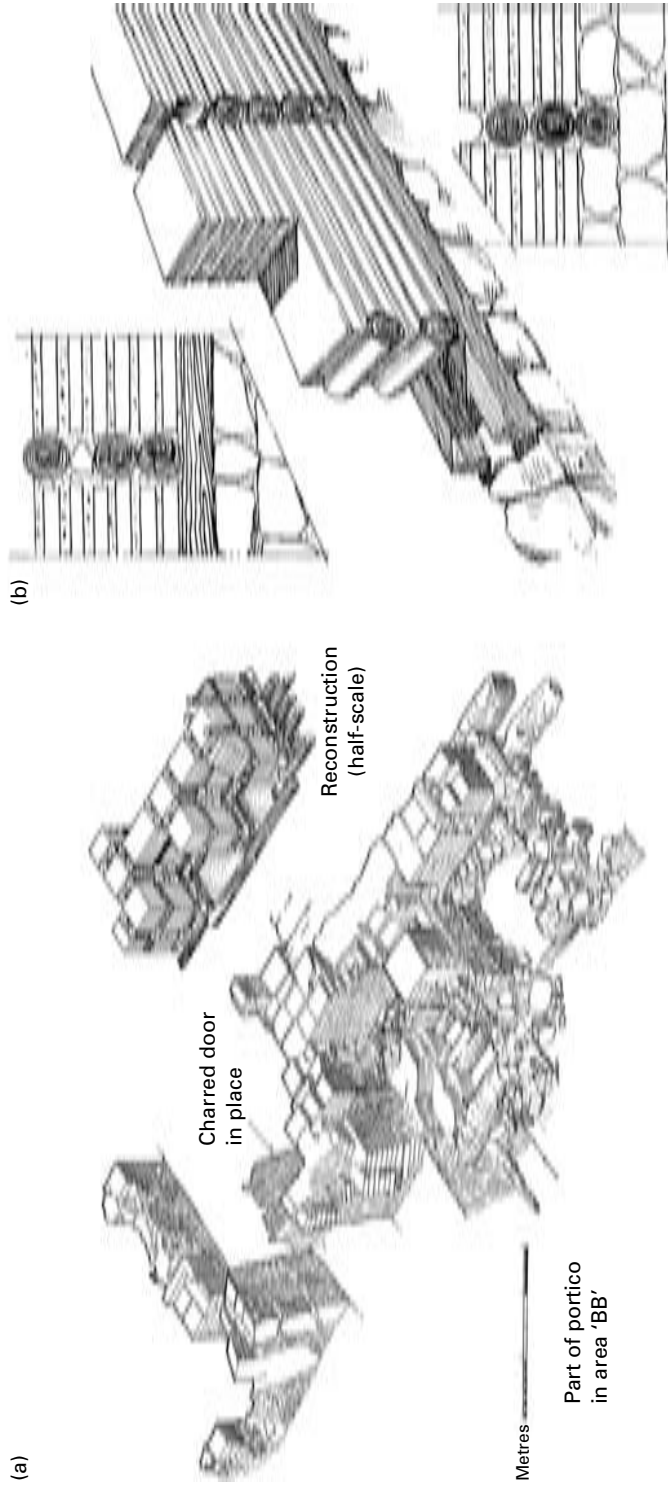 (a)
Charred door
in place
Reconstruction
(half-scale)
Metres
Part of portico
in area ‘BB’
(b)